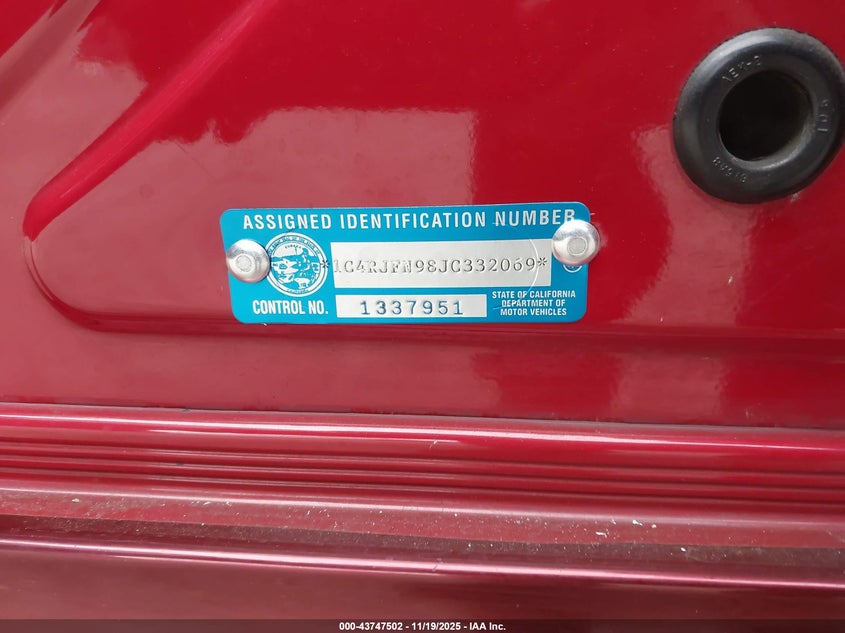 ASSIGNED IDENTIFICATION NUMBER
*1C4RJFN98JC332069*
CONTROL NO. 1337951
STATE OF CALIFORNIA
DEPARTMENT OF
MOTOR VEHICLES
000-43747502 - 11/19/2025 - IAA Inc.